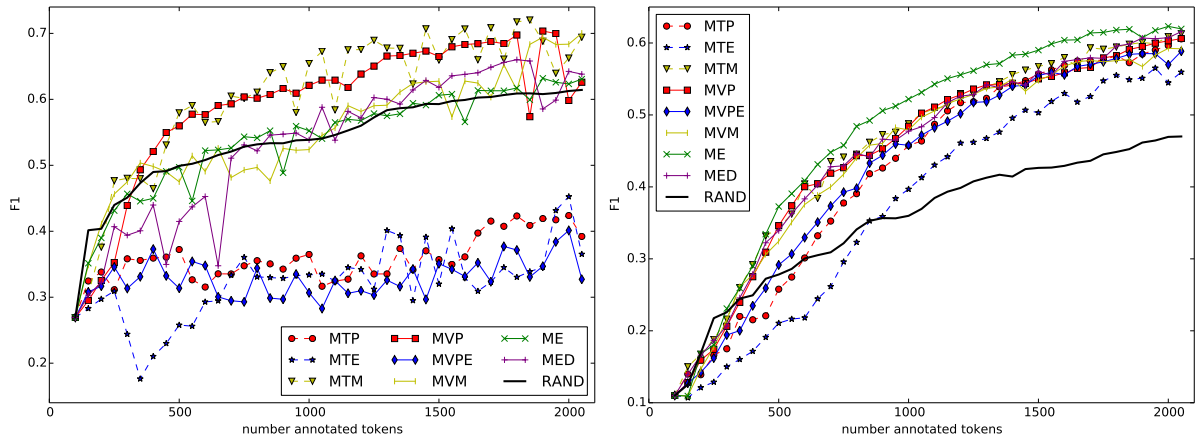 0.7
0.6
0.5
0.4
0.3
0.2
F1
0
500
1000
1500
2000
number annotated tokens
MTP MVP ME
MTE MVPE MED
MTM MVM RAND
0.6
0.5
0.4
0.3
0.2
0.1
F1
0
500
1000
1500
2000
number annotated tokens
MTP
MTE
MTM
MVP
MVPE
MVM
ME
MED
RAND